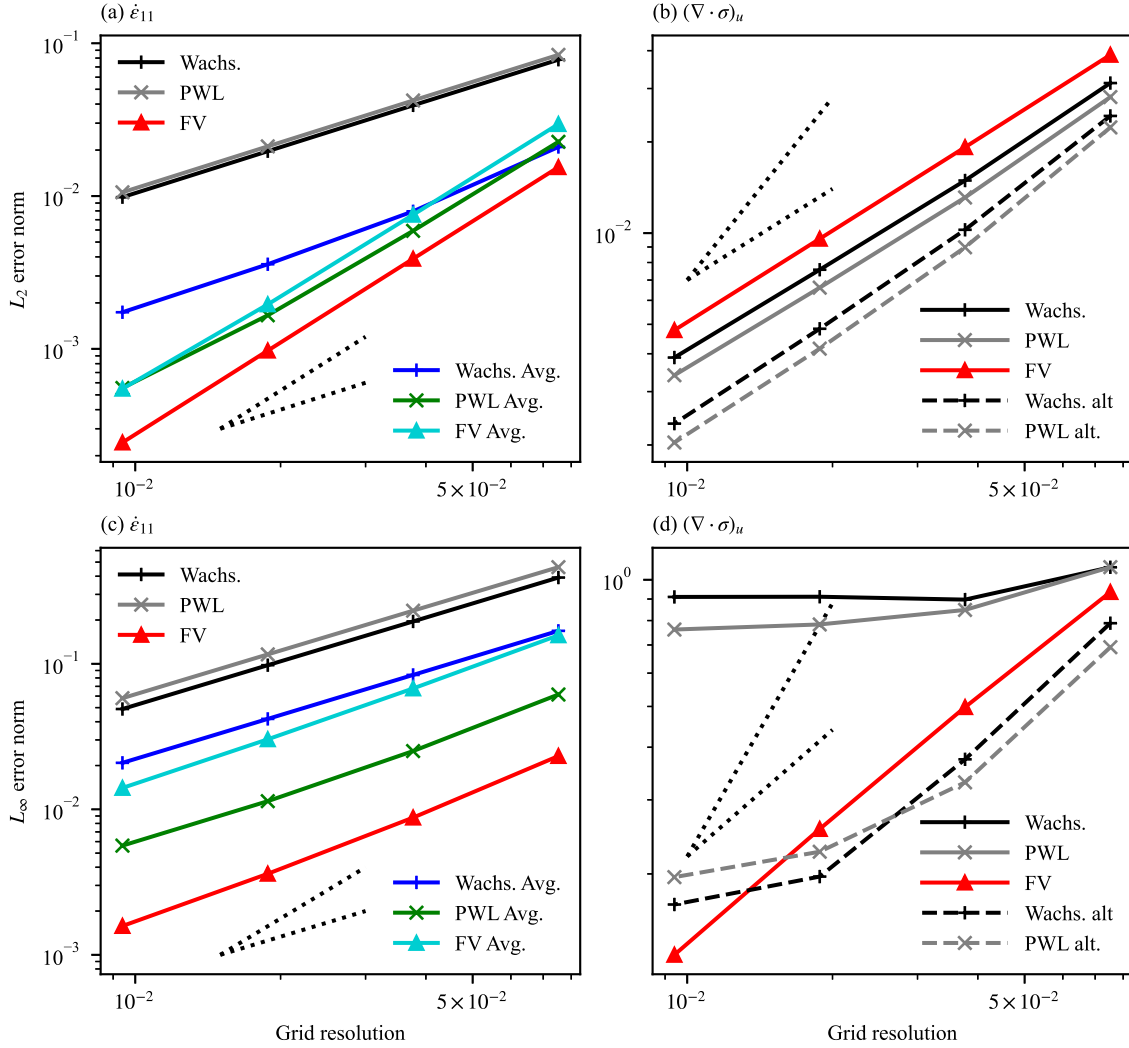 (a) ε̇₁₁
10⁻¹
10⁻²
10⁻³
L₂ error norm
Wachs.
PWL
FV
Wachs. Avg.
PWL Avg.
FV Avg.
10⁻²
5 × 10⁻²
(b) (∇ · σ)ᵤ
10⁻²
Wachs.
PWL
FV
Wachs. alt
PWL alt.
10⁻²
5 × 10⁻²
(c) ε̇₁₁
10⁻¹
10⁻²
10⁻³
L∞ error norm
Wachs.
PWL
FV
Wachs. Avg.
PWL Avg.
FV Avg.
10⁻²
5 × 10⁻²
Grid resolution
(d) (∇ · σ)ᵤ
10⁰
Wachs.
PWL
FV
Wachs. alt
PWL alt.
10⁻²
5 × 10⁻²
Grid resolution